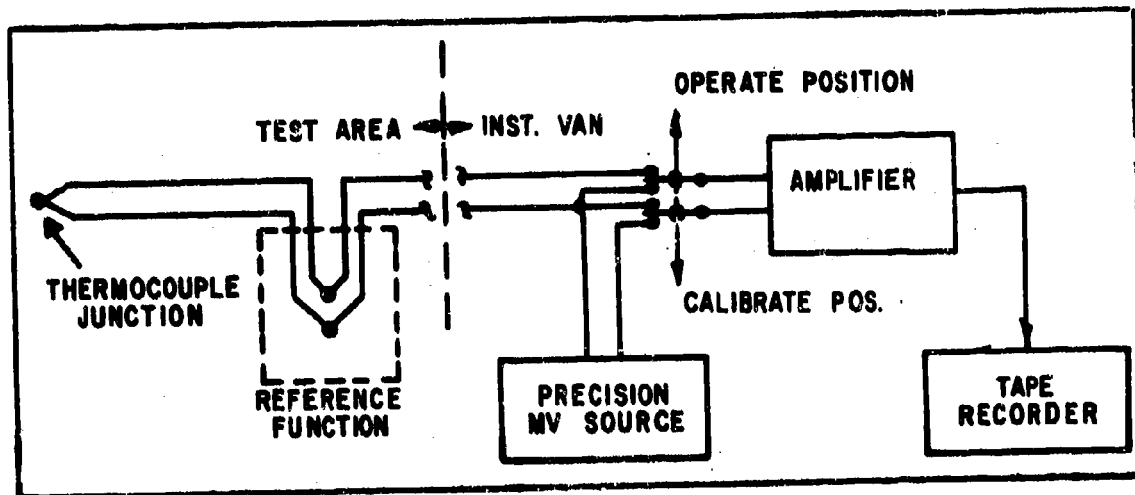 OPERATE POSITION
TEST AREA
INST. VAN
AMPLIFIER
THERMOCOUPLE
JUNCTION
CALIBRATE POS.
REFERENCE
FUNCTION
PRECISION
MV SOURCE
TAPE
RECORDER